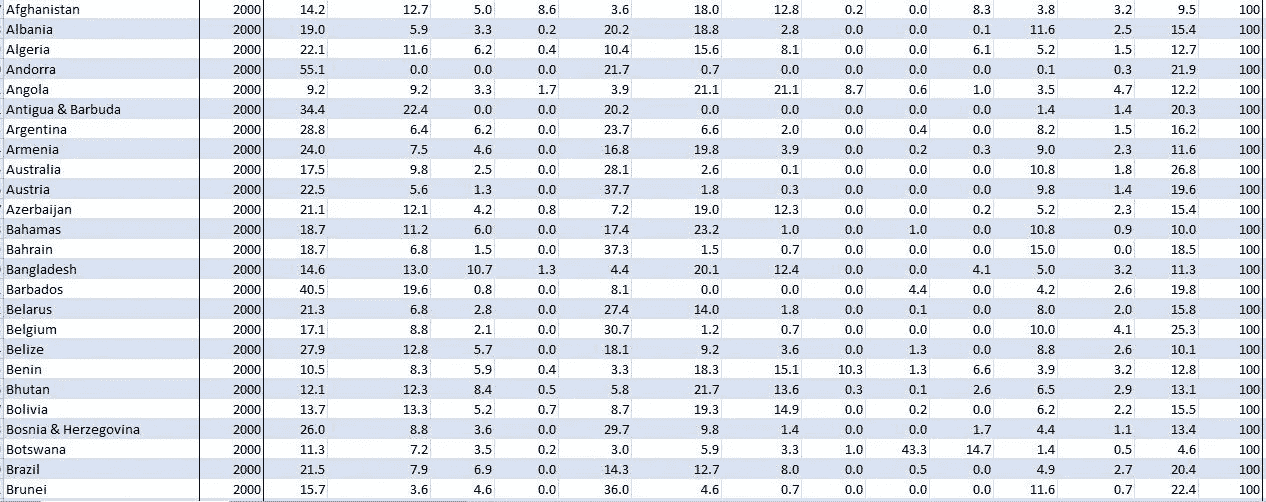 Afghanistan 2000 14.2 12.7 5.0 8.6 3.6 18.0 12.8 0.2 0.0 8.3 3.8 3.2 9.5 100
Albania 2000 19.0 5.9 3.3 0.2 20.2 18.8 2.8 0.0 0.0 0.1 11.6 2.5 15.4 100
Algeria 2000 22.1 11.6 6.2 0.4 10.4 15.6 8.1 0.0 0.0 6.1 5.2 1.5 12.7 100
Andorra 2000 55.1 0.0 0.0 0.0 21.7 0.7 0.0 0.0 0.0 0.0 0.1 0.3 21.9 100
Angola 2000 9.2 9.2 3.3 1.7 3.9 21.1 21.1 8.7 0.6 1.0 3.5 4.7 12.2 100
Antigua & Barbuda 2000 34.4 22.4 0.0 0.0 20.2 0.0 0.0 0.0 0.0 0.0 1.4 1.4 20.3 100
Argentina 2000 28.8 6.4 6.2 0.0 23.7 6.6 2.0 0.0 0.4 0.0 8.2 1.5 16.2 100
Armenia 2000 24.0 7.5 4.6 0.0 16.8 19.8 3.9 0.0 0.2 0.3 9.0 2.3 11.6 100
Australia 2000 17.5 9.8 2.5 0.0 28.1 2.6 0.1 0.0 0.0 0.0 10.8 1.8 26.8 100
Austria 2000 22.5 5.6 1.3 0.0 37.7 1.8 0.3 0.0 0.0 0.0 9.8 1.4 19.6 100
Azerbaijan 2000 21.1 12.1 4.2 0.8 7.2 19.0 12.3 0.0 0.0 0.2 5.2 2.3 15.4 100
Bahamas 2000 18.7 11.2 6.0 0.0 17.4 23.2 1.0 0.0 1.0 0.0 10.8 0.9 10.0 100
Bahrain 2000 18.7 6.8 1.5 0.0 37.3 1.5 0.7 0.0 0.0 0.0 15.0 0.0 18.5 100
Bangladesh 2000 14.6 13.0 10.7 1.3 4.4 20.1 12.4 0.0 0.0 4.1 5.0 3.2 11.3 100
Barbados 2000 40.5 19.6 0.8 0.0 8.1 0.0 0.0 0.0 4.4 0.0 4.2 2.6 19.8 100
Belarus 2000 21.3 6.8 2.8 0.0 27.4 14.0 1.8 0.0 0.1 0.0 8.0 2.0 15.8 100
Belgium 2000 17.1 8.8 2.1 0.0 30.7 1.2 0.7 0.0 0.0 0.0 10.0 4.1 25.3 100
Belize 2000 27.9 12.8 5.7 0.0 18.1 9.2 3.6 0.0 1.3 0.0 8.8 2.6 10.1 100
Benin 2000 10.5 8.3 5.9 0.4 3.3 18.3 15.1 10.3 1.3 6.6 3.9 3.2 12.8 100
Bhutan 2000 12.1 12.3 8.4 0.5 5.8 21.7 13.6 0.3 0.1 2.6 6.5 2.9 13.1 100
Bolivia 2000 13.7 13.3 5.2 0.7 8.7 19.3 14.9 0.0 0.2 0.0 6.2 2.2 15.5 100
Bosnia & Herzegovina 2000 26.0 8.8 3.6 0.0 29.7 9.8 1.4 0.0 0.0 1.7 4.4 1.1 13.4 100
Botswana 2000 11.3 7.2 3.5 0.2 3.0 5.9 3.3 1.0 43.3 14.7 1.4 0.5 4.6 100
Brazil 2000 21.5 7.9 6.9 0.0 14.3 12.7 8.0 0.0 0.5 0.0 4.9 2.7 20.4 100
Brunei 2000 15.7 3.6 4.6 0.0 36.0 4.6 0.7 0.0 0.0 0.0 11.6 0.7 22.4 100